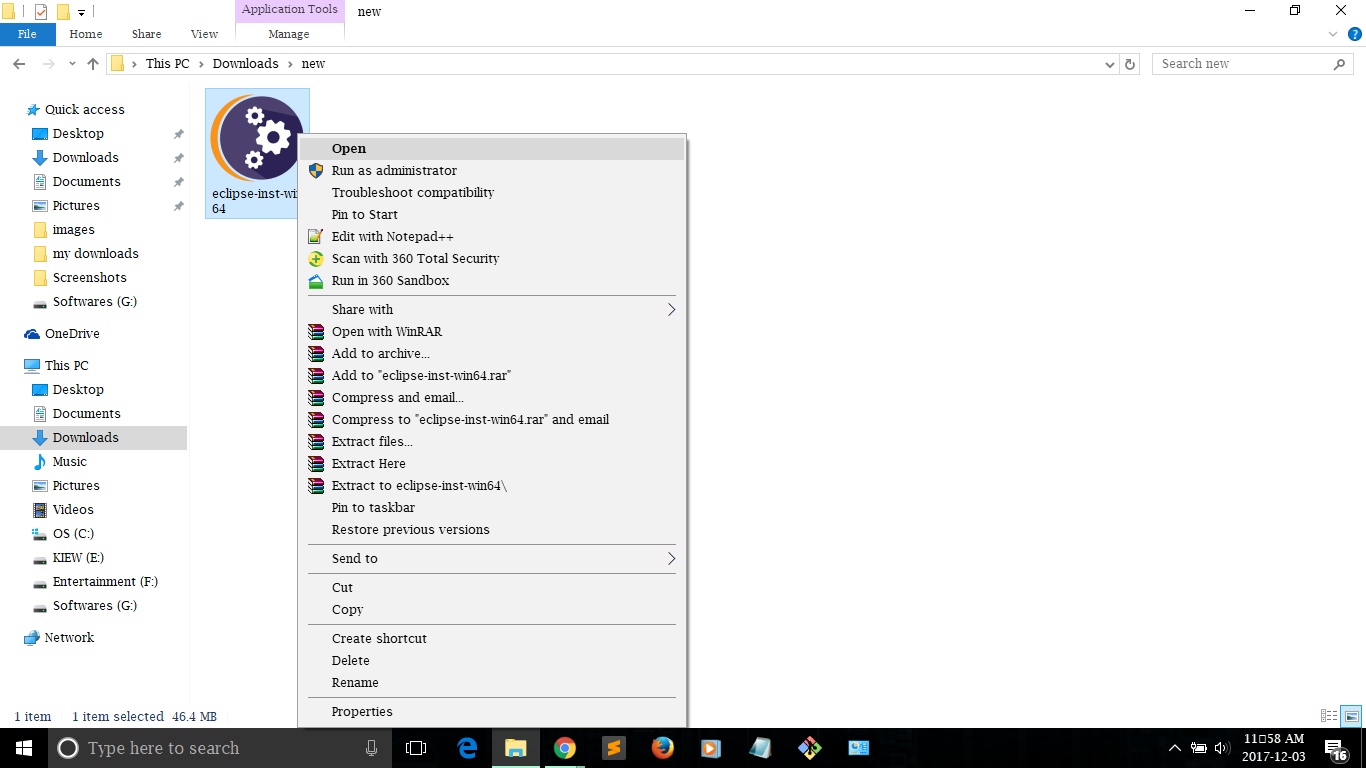 Application Tools
new
File
Home
Share
View
Manage
This PC
Downloads
new
Search new
Quick access
Desktop
Downloads
Documents
Pictures
images
my downloads
Screenshots
Softwares (G:)
OneDrive
This PC
Desktop
Documents
Downloads
Music
Pictures
Videos
OS (C:)
KIEW (E:)
Entertainment (F:)
Softwares (G:)
Network
eclipse-inst-win
64
Open
Run as administrator
Troubleshoot compatibility
Pin to Start
Edit with Notepad++
Scan with 360 Total Security
Run in 360 Sandbox
Share with
Open with WinRAR
Add to archive...
Add to "eclipse-inst-win64.rar"
Compress and email...
Compress to "eclipse-inst-win64.rar" and email
Extract files...
Extract Here
Extract to eclipse-inst-win64\
Pin to taskbar
Restore previous versions
Send to
Cut
Copy
Create shortcut
Delete
Rename
Properties
1 item
1 item selected 46.4 MB
Type here to search
11□58 AM
2017-12-03
16